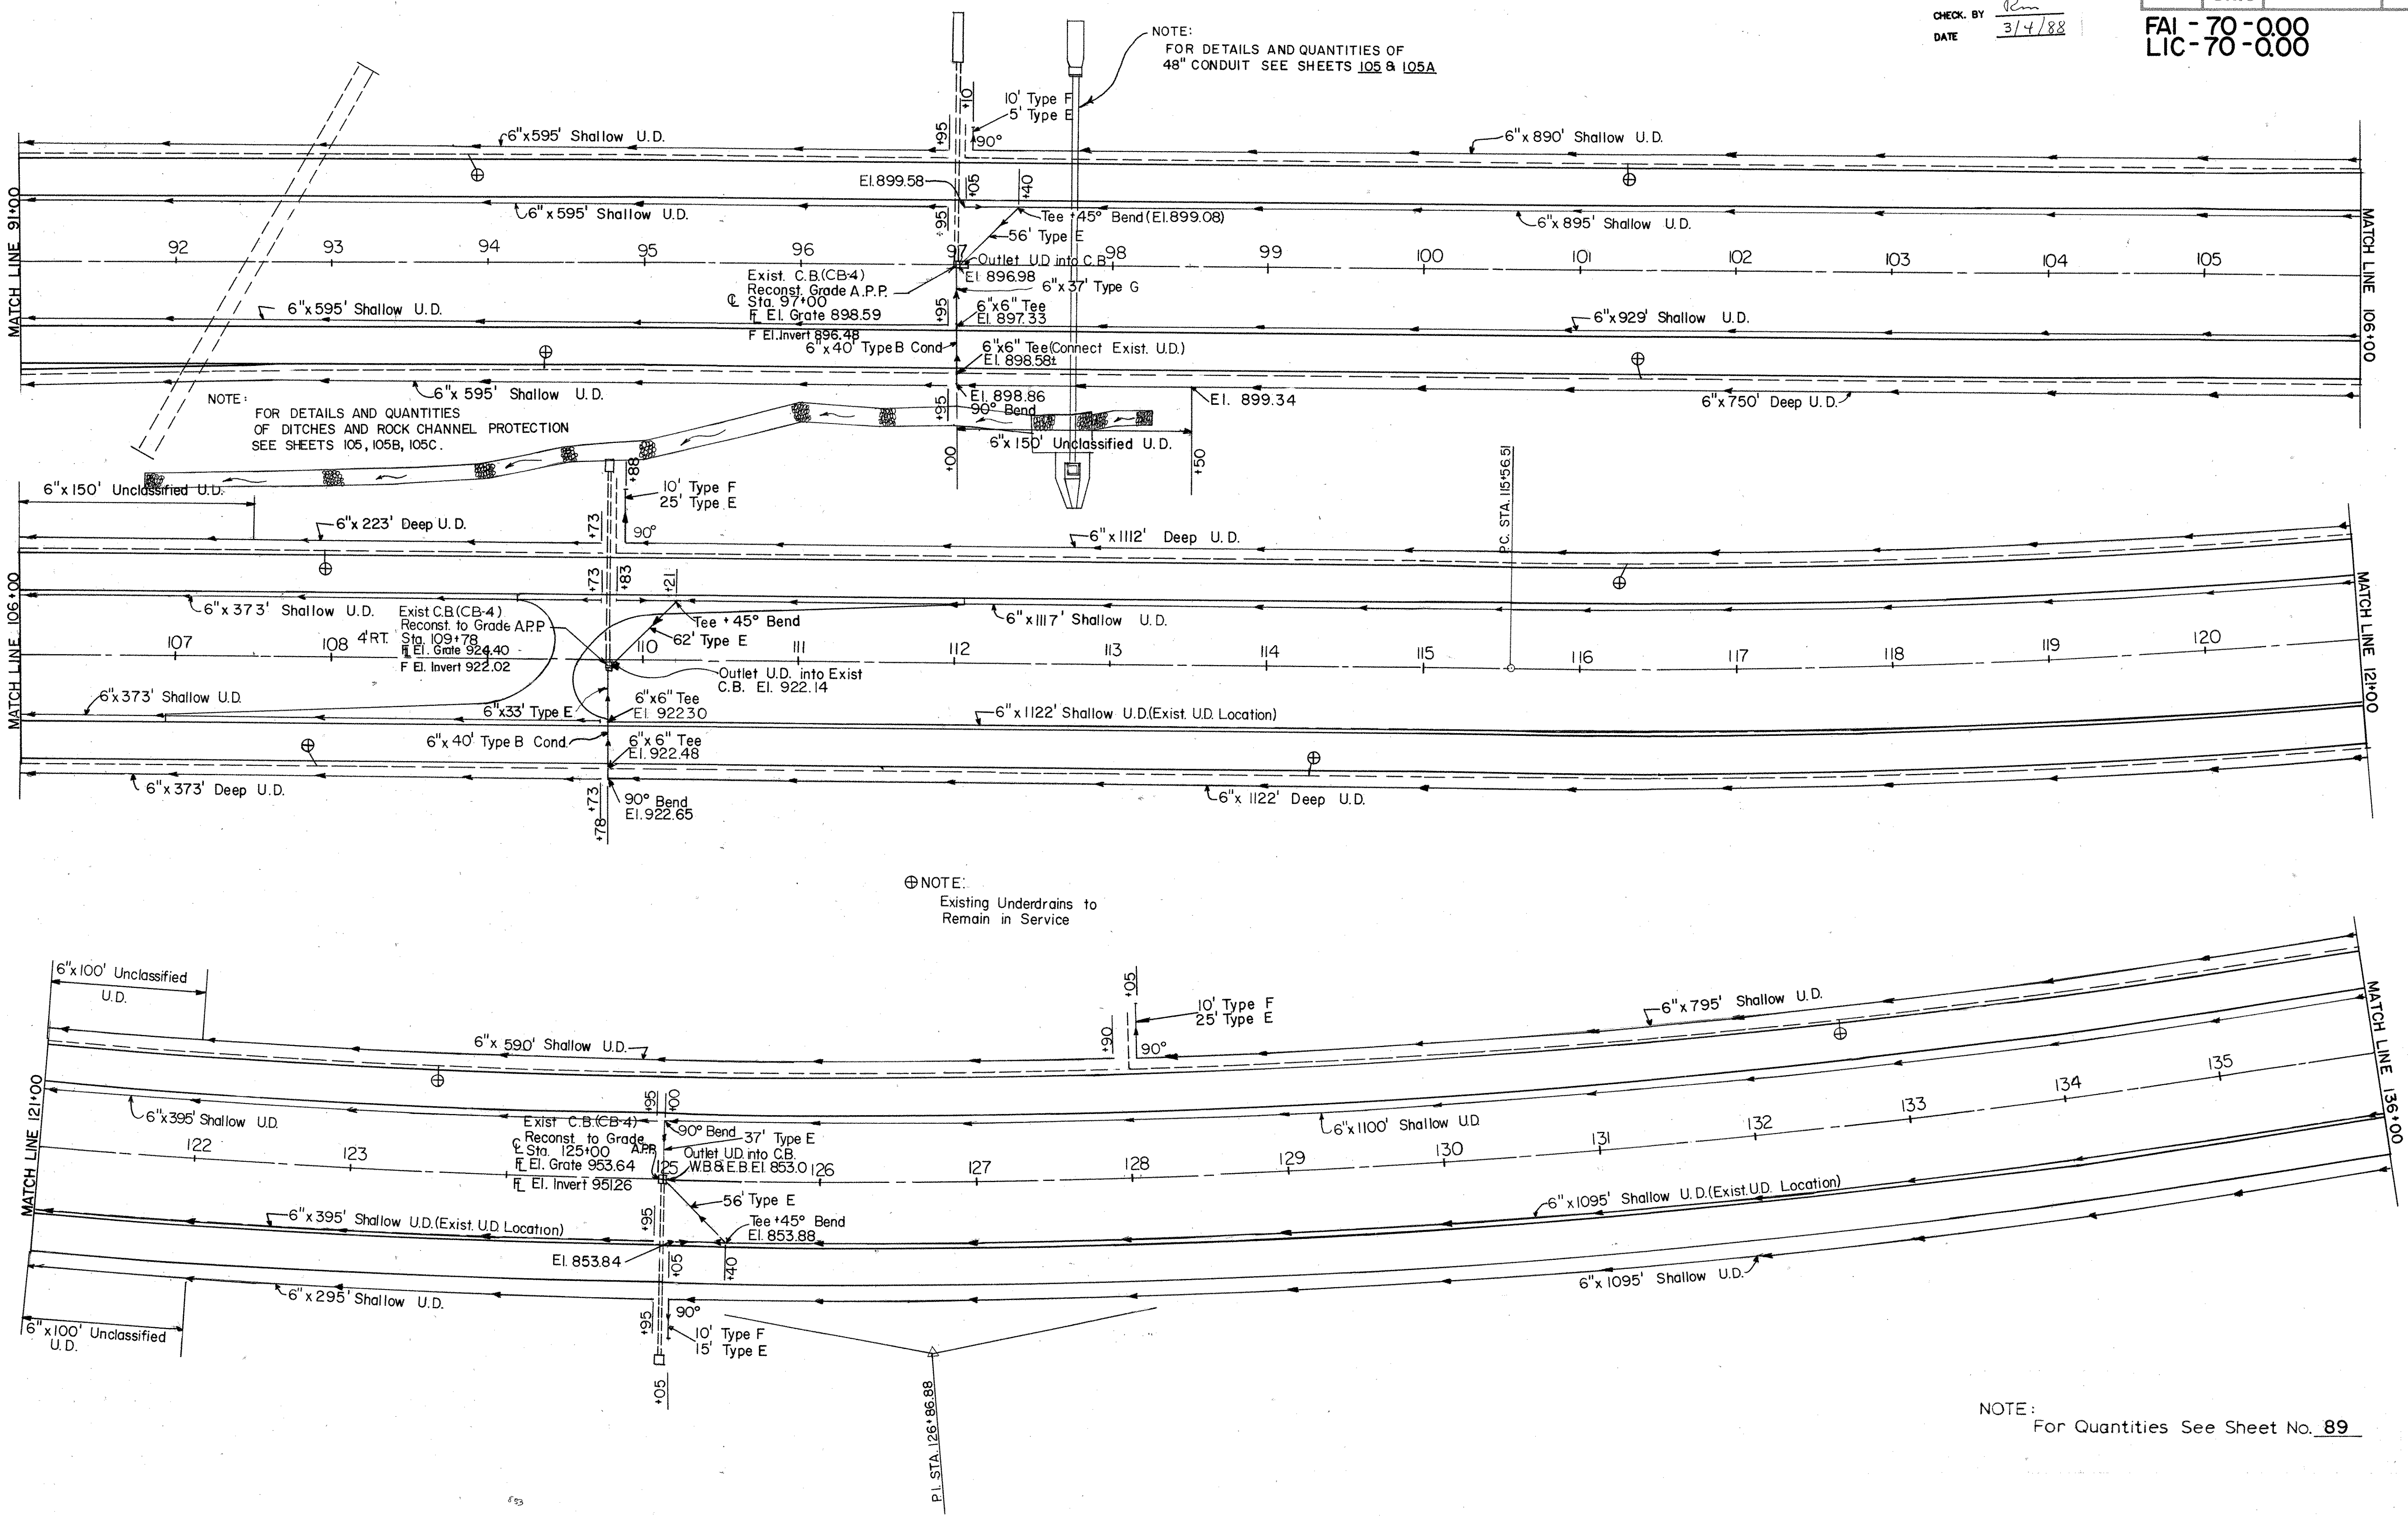 CHECK. BY Rm
DATE 3/4/88
FAI - 70 - 0.00
LIC - 70 - 0.00
NOTE:
FOR DETAILS AND QUANTITIES OF
48" CONDUIT SEE SHEETS 105 & 105A
10' Type F
5' Type E
+10
+95
90°
6"x595' Shallow U.D.
6"x 890' Shallow U.D.
El. 899.58
+05
+40
+95
6"x 595' Shallow U.D.
Tee +45° Bend (El. 899.08)
56' Type E
6"x 895' Shallow U.D.
MATCH LINE 91+00
92
93
94
95
96
97
98
99
100
101
102
103
104
105
MATCH LINE 106+00
Outlet U.D. into C.B.
El. 896.98
Exist. C.B.(CB-4)
Reconst. Grade A.P.P.
℄ Sta. 97+00
FL El. Grate 898.59
F El. Invert 896.48
6"x37' Type G
+95
6"x6" Tee
El. 897.33
6"x 595' Shallow U.D.
6"x 929' Shallow U.D.
6"x40' Type B Cond
6"x6" Tee (Connect Exist. U.D.)
El. 898.58±
6"x 595' Shallow U.D.
El. 898.86
90° Bend
+95
El. 899.34
6"x750' Deep U.D.
NOTE:
FOR DETAILS AND QUANTITIES
OF DITCHES AND ROCK CHANNEL PROTECTION
SEE SHEETS 105, 105B, 105C.
6"x 150' Unclassified U.D.
+00
+50
6"x 150' Unclassified U.D.
+88
10' Type F
25' Type E
P.C. STA. 115+56.51
6"x 223' Deep U.D.
+73
90°
6"x 1112' Deep U.D.
+73
+83
+21
MATCH LINE 106+00
6"x 373' Shallow U.D.
Tee + 45° Bend
62' Type E
6"x1117' Shallow U.D.
Exist C.B.(CB-4)
Reconst. to Grade A.P.P.
4' RT. Sta. 109+78
FL El. Grate 924.40
F El. Invert 922.02
107
108
110
111
112
113
114
115
116
117
118
119
120
MATCH LINE 121+00
Outlet U.D. into Exist
C.B. El. 922.14
6"x 373' Shallow U.D.
6"x33' Type E
6"x6" Tee
El. 922.30
6"x1122' Shallow U.D.(Exist. U.D. Location)
6"x 40' Type B Cond.
6"x 6" Tee
El. 922.48
6"x 373' Deep U.D.
+73
+78
90° Bend
El. 922.65
6"x 1122' Deep U.D.
⊕ NOTE:
Existing Underdrains to
Remain in Service
6"x100' Unclassified
U.D.
+05
10' Type F
25' Type E
6"x 795' Shallow U.D.
6"x 590' Shallow U.D.
+90
90°
MATCH LINE 121+00
6"x395' Shallow U.D.
+95
+00
90° Bend
37' Type E
6"x1100' Shallow U.D.
Exist C.B.(CB-4)
Reconst. to Grade A.P.P.
℄ Sta. 125+00
FL El. Grate 953.64
FL El. Invert 951.26
Outlet U.D. into C.B.
W.B.& E.B. El. 853.0
122
123
125
126
127
128
129
130
131
132
133
134
135
MATCH LINE 136+00
56' Type E
6"x1095' Shallow U.D.(Exist. U.D. Location)
6"x 395' Shallow U.D.(Exist. U.D. Location)
+95
Tee +45° Bend
El. 853.88
El. 853.84
+05
+40
6"x 1095' Shallow U.D.
6"x 295' Shallow U.D.
+95
90°
6"x100' Unclassified
U.D.
10' Type F
15' Type E
+05
P.I. STA. 126+86.88
NOTE:
For Quantities See Sheet No. 89
853